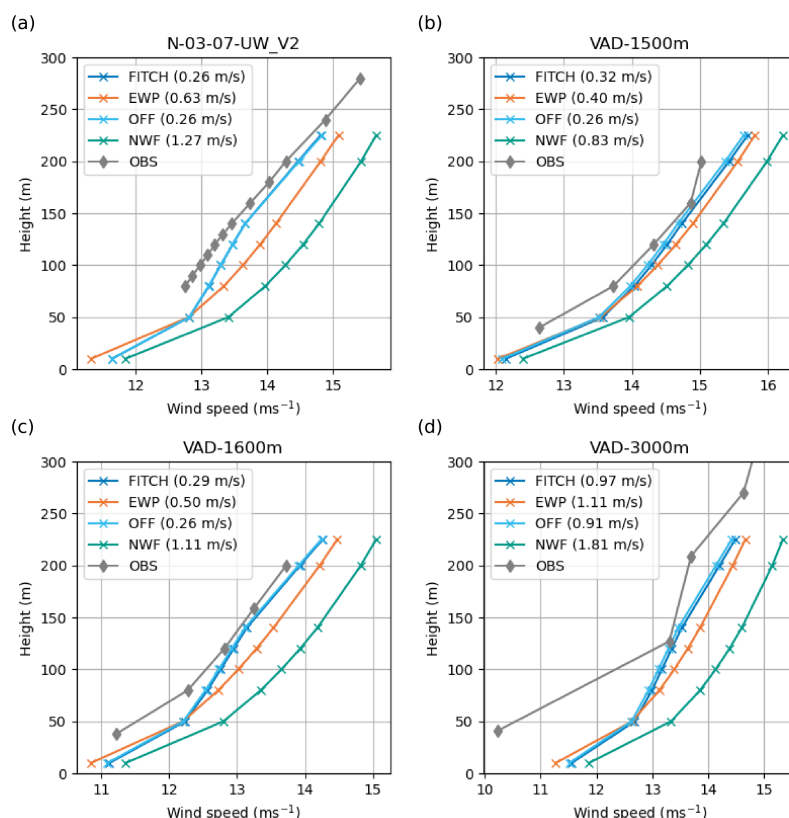 (a)
N-03-07-UW_V2
FITCH (0.26 m/s)
EWP (0.63 m/s)
OFF (0.26 m/s)
NWF (1.27 m/s)
OBS
300
250
200
150
100
50
0
Height (m)
12 13 14 15
Wind speed (ms⁻¹)
(b)
VAD-1500m
FITCH (0.32 m/s)
EWP (0.40 m/s)
OFF (0.26 m/s)
NWF (0.83 m/s)
OBS
300
250
200
150
100
50
0
Height (m)
12 13 14 15 16
Wind speed (ms⁻¹)
(c)
VAD-1600m
FITCH (0.29 m/s)
EWP (0.50 m/s)
OFF (0.26 m/s)
NWF (1.11 m/s)
OBS
300
250
200
150
100
50
0
Height (m)
11 12 13 14 15
Wind speed (ms⁻¹)
(d)
VAD-3000m
FITCH (0.97 m/s)
EWP (1.11 m/s)
OFF (0.91 m/s)
NWF (1.81 m/s)
OBS
300
250
200
150
100
50
0
Height (m)
10 11 12 13 14 15
Wind speed (ms⁻¹)